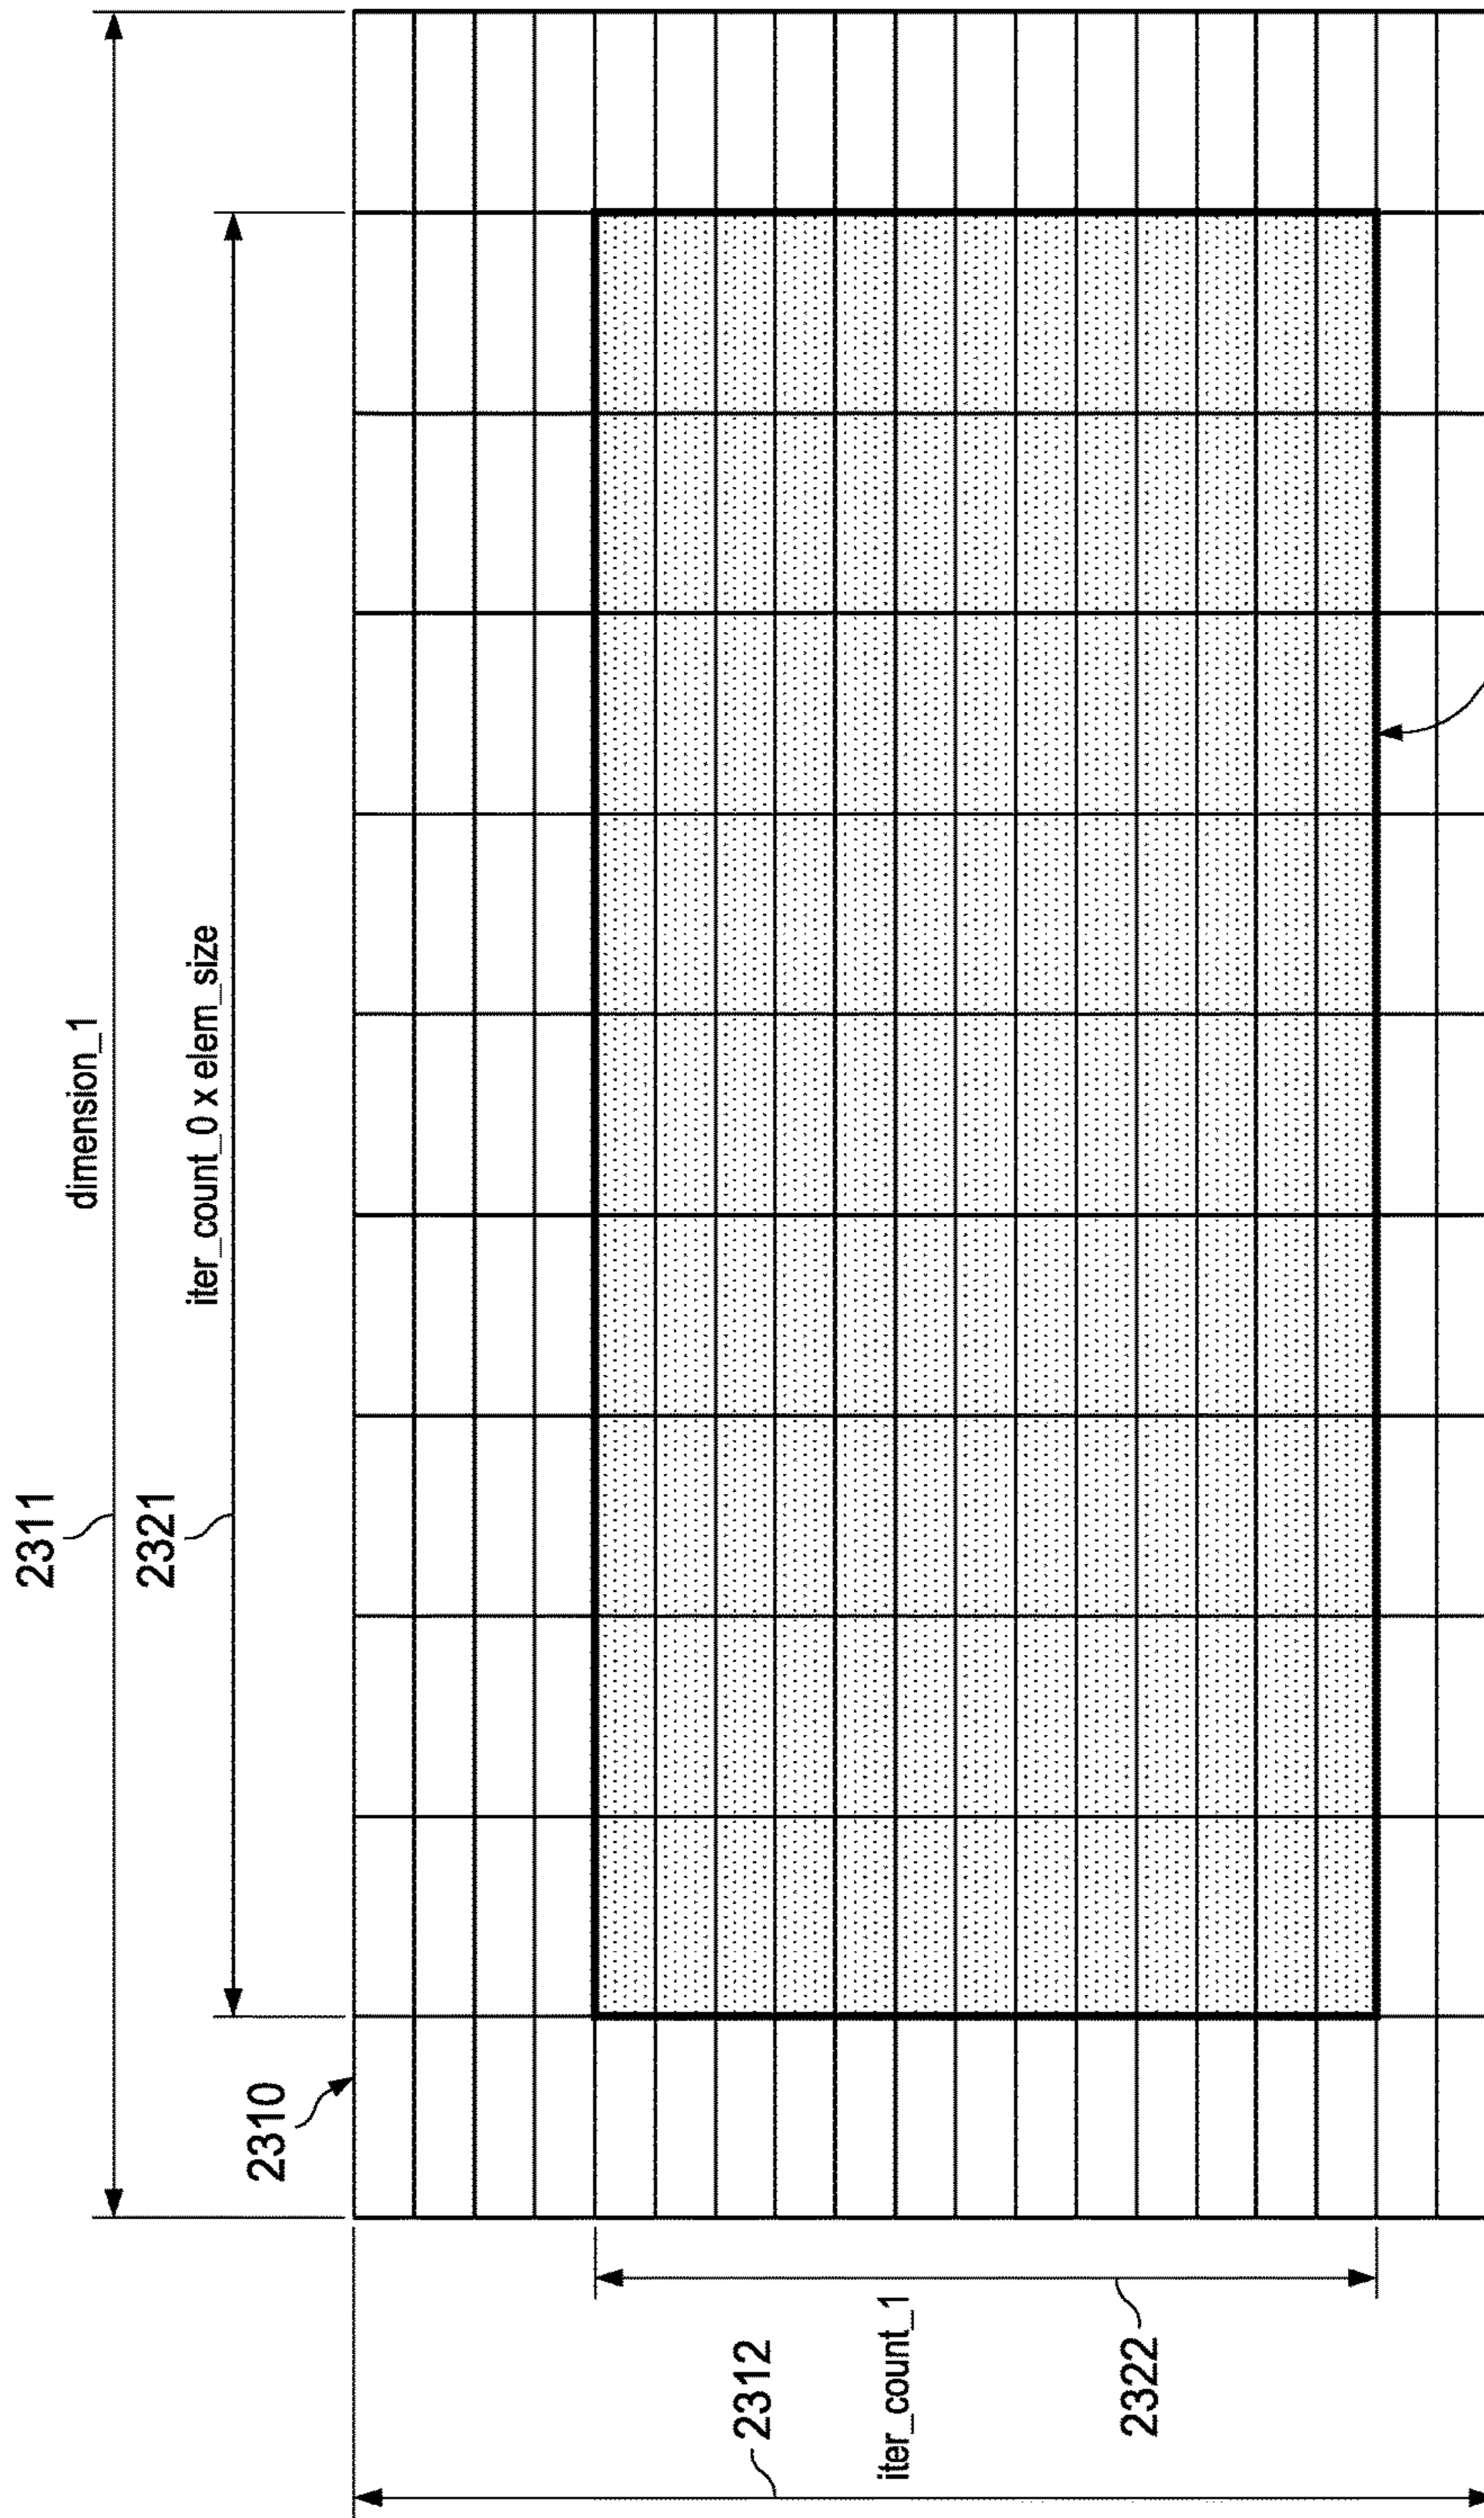 2311
dimension_1
2321
iter_count_0 x elem_size
2310
2312
iter_count_1
2322